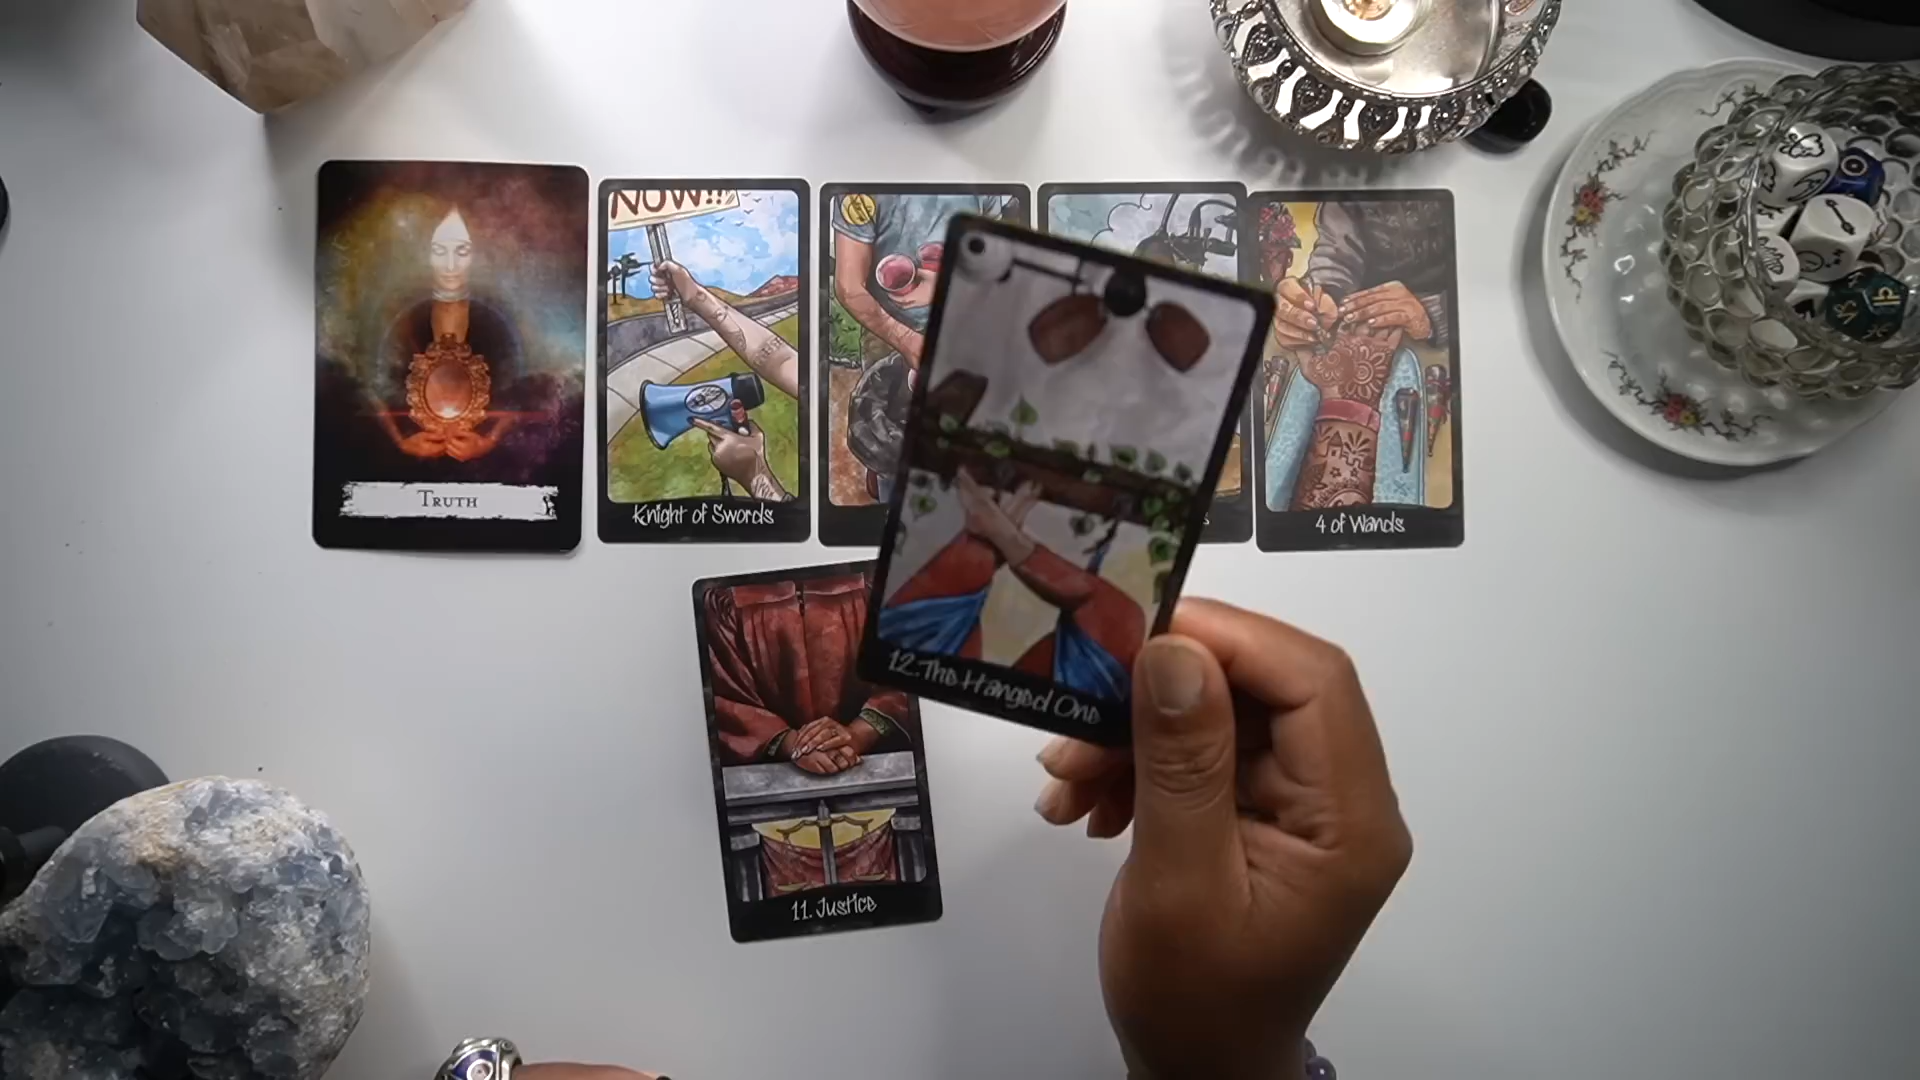 NOW!!
TRUTH
Knight of Swords
s
4 of Wands
12. The Hanged One
11. Justice